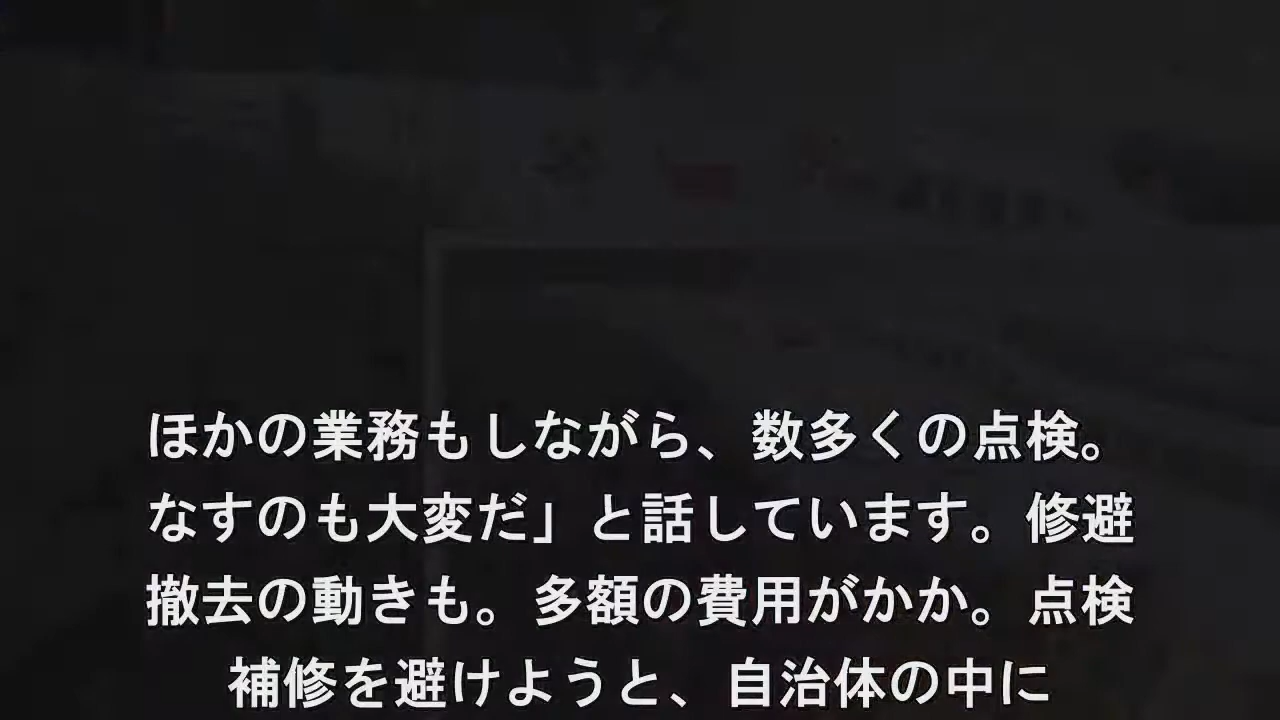 ほかの業務もしながら、数多くの点検。
なすのも大変だ」と話しています。修避
撤去の動きも。多額の費用がかか。点検
補修を避けようと、自治体の中に